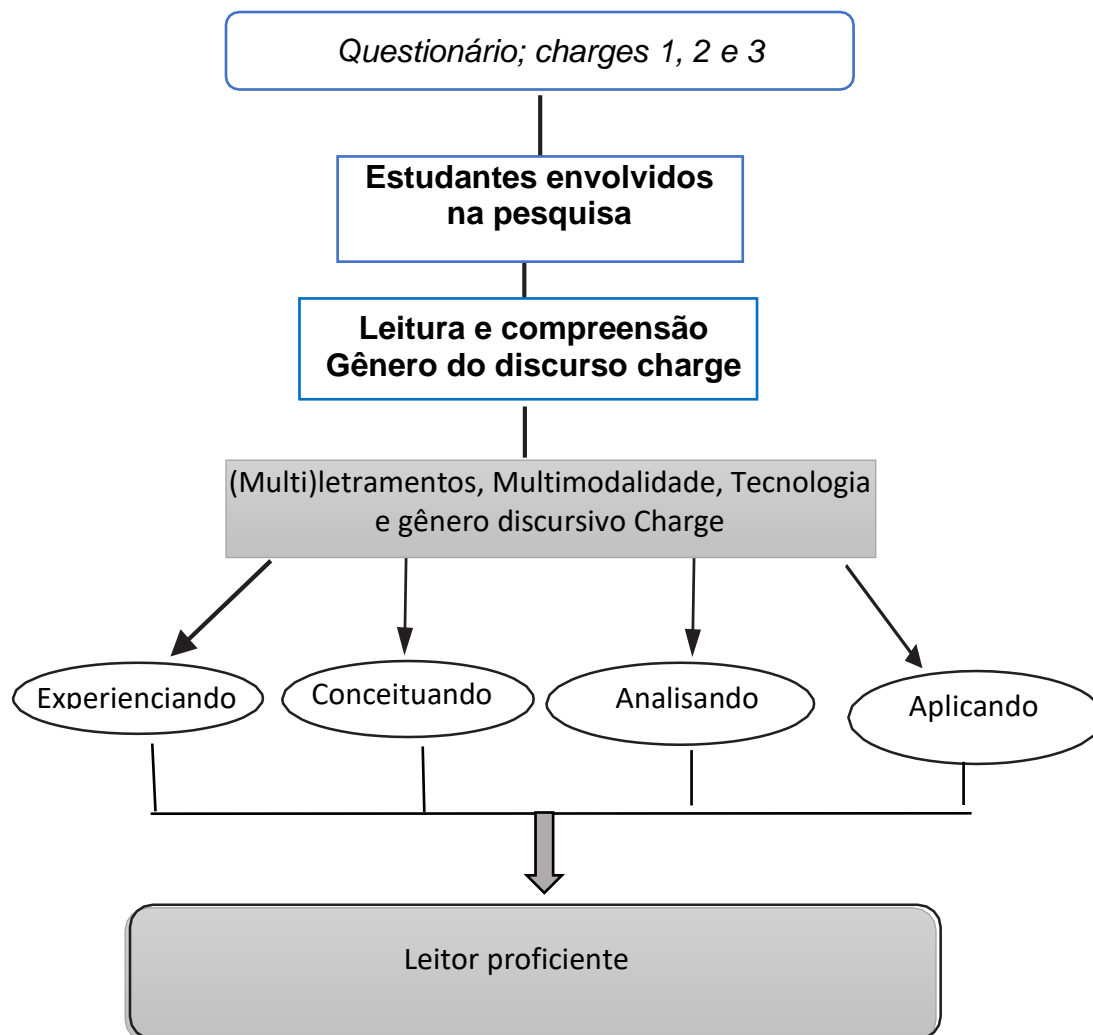 Questionário; charges 1, 2 e 3
Estudantes envolvidos
na pesquisa
Leitura e compreensão
Gênero do discurso charge
(Multi)letramentos, Multimodalidade, Tecnologia
e gênero discursivo Charge
Experienciando
Conceituando
Analisando
Aplicando
Leitor proficiente